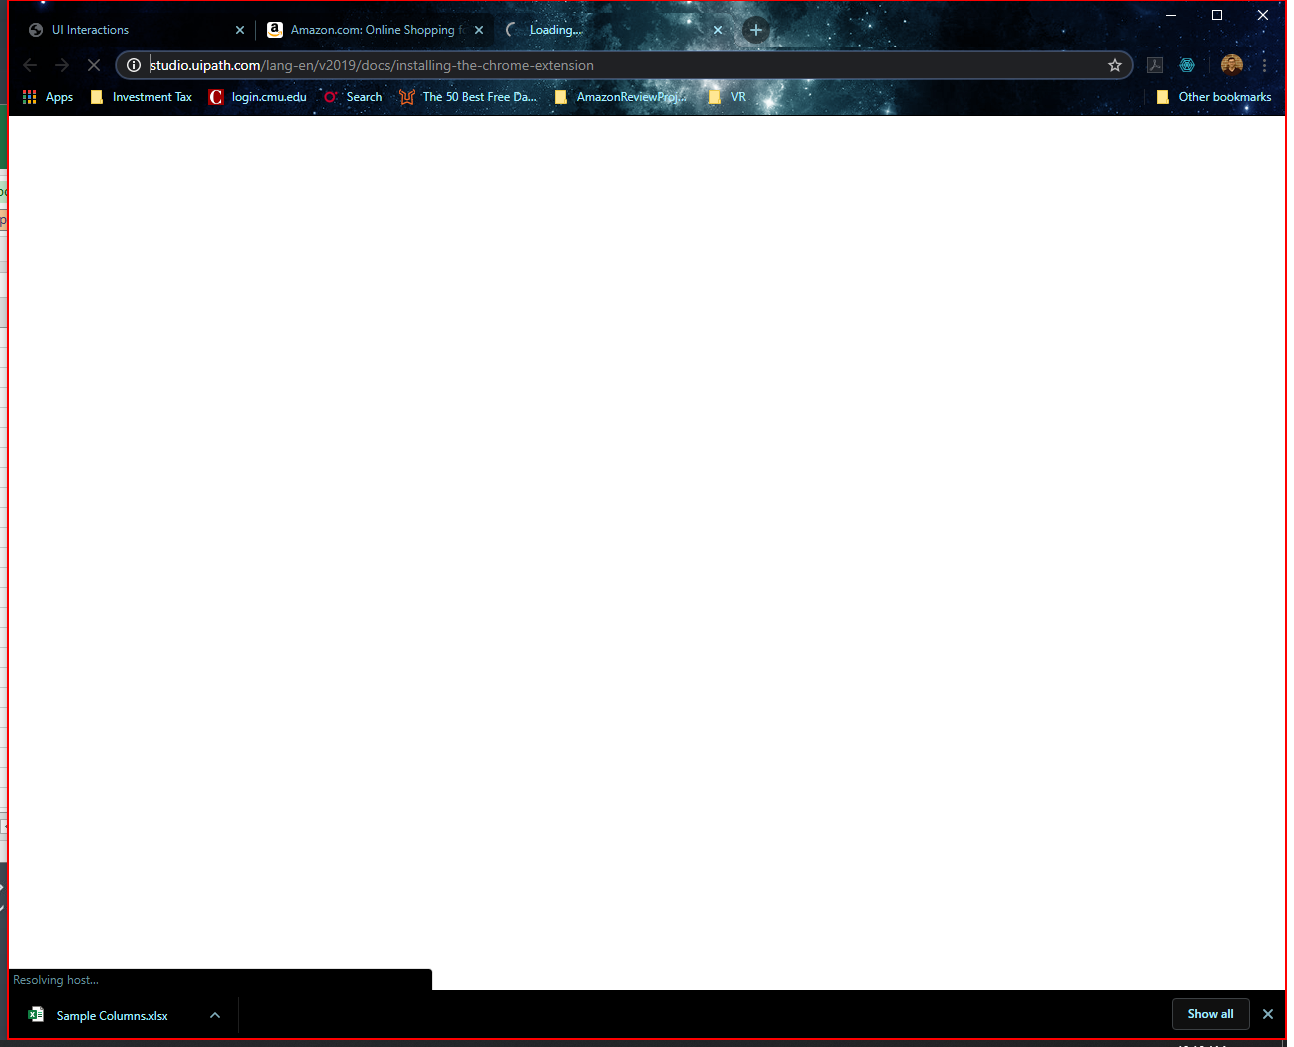 UI Interactions
Amazon.com: Online Shopping f
Loading...
studio.uipath.com/lang-en/v2019/docs/installing-the-chrome-extension
Apps Investment Tax login.cmu.edu Search The 50 Best Free Da... AmazonReviewProj... VR Other bookmarks
Resolving host...
Sample Columns.xlsx
Show all